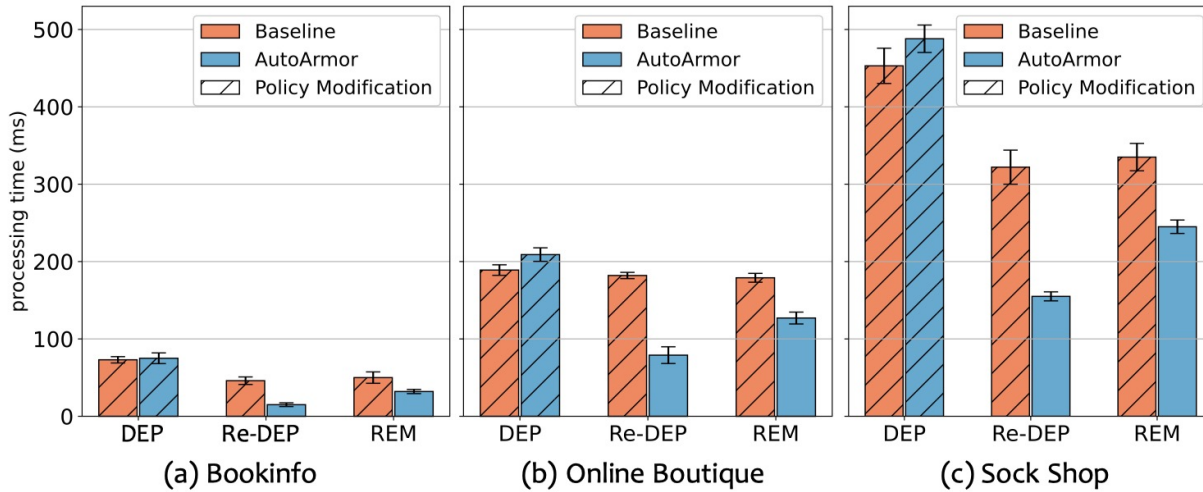 processing time (ms)
500
400
300
200
100
0
Baseline
AutoArmor
Policy Modification
DEP
Re-DEP
REM
(a) Bookinfo
Baseline
AutoArmor
Policy Modification
DEP
Re-DEP
REM
(b) Online Boutique
Baseline
AutoArmor
Policy Modification
DEP
Re-DEP
REM
(c) Sock Shop